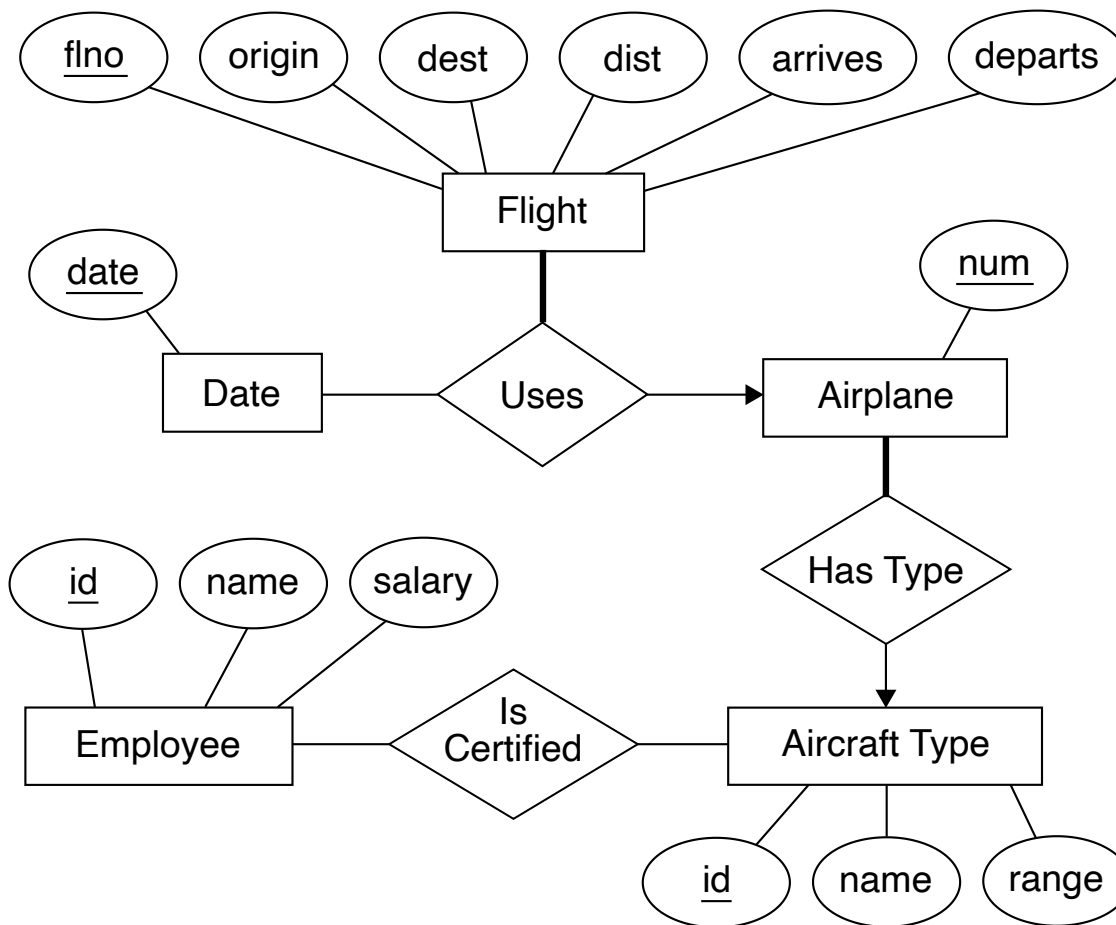 flno
origin
dest
dist
arrives
departs
Flight
date
num
Date
Uses
Airplane
Has Type
id
name
salary
Is
Certified
Employee
Aircraft Type
id
name
range